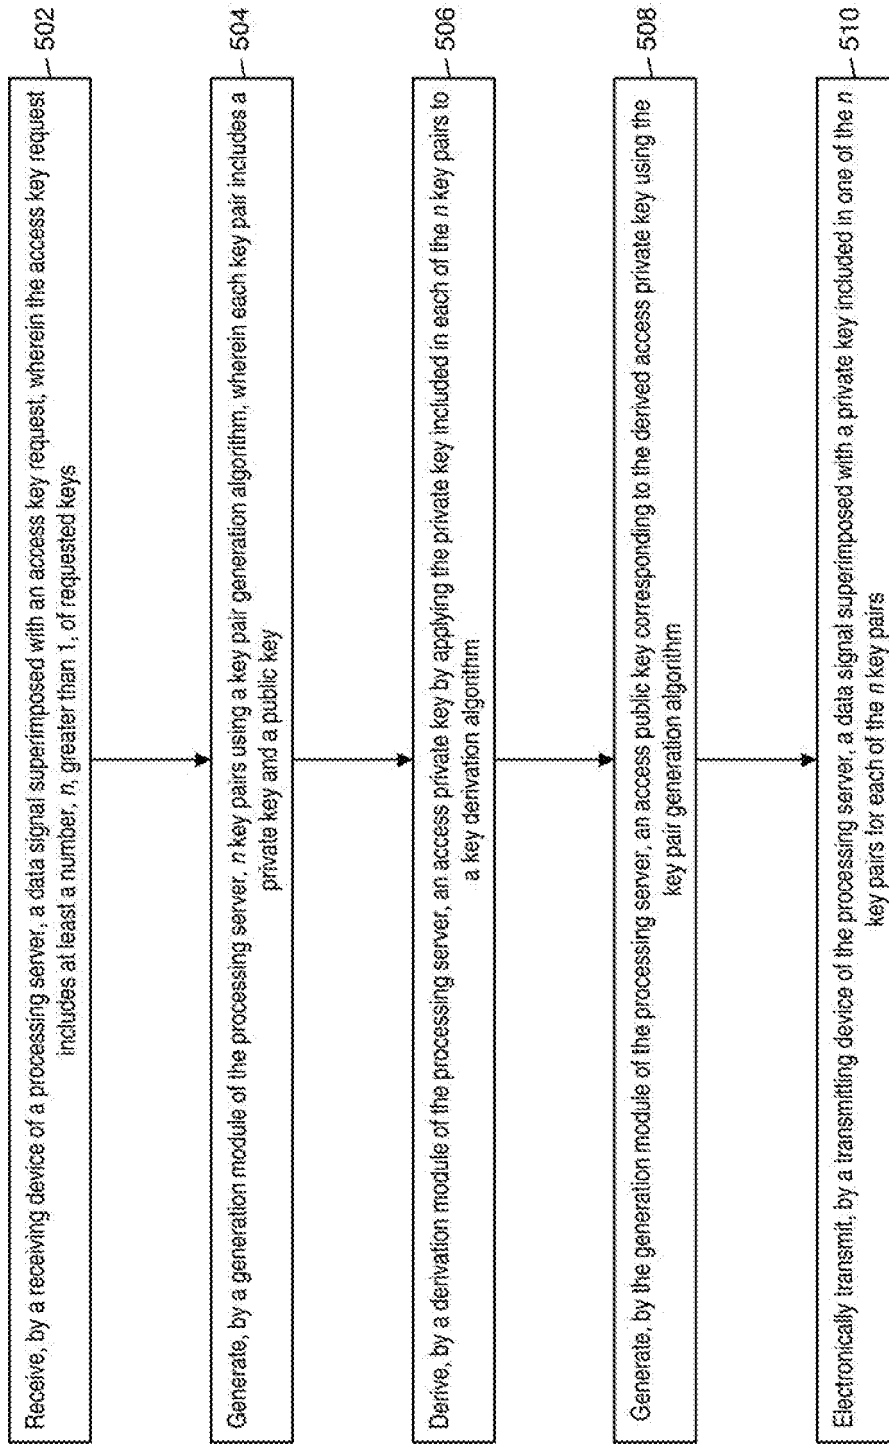 Receive, by a receiving device of a processing server, a data signal superimposed with an access key request, wherein the access key request
includes at least a number, n, greater than 1, of requested keys
502
Generate, by a generation module of the processing server, n key pairs using a key pair generation algorithm, wherein each key pair includes a
private key and a public key
504
Derive, by a derivation module of the processing server, an access private key by applying the private key included in each of the n key pairs to
a key derivation algorithm
506
Generate, by the generation module of the processing server, an access public key corresponding to the derived access private key using the
key pair generation algorithm
508
Electronically transmit, by a transmitting device of the processing server, a data signal superimposed with a private key included in one of the n
key pairs for each of the n key pairs
510